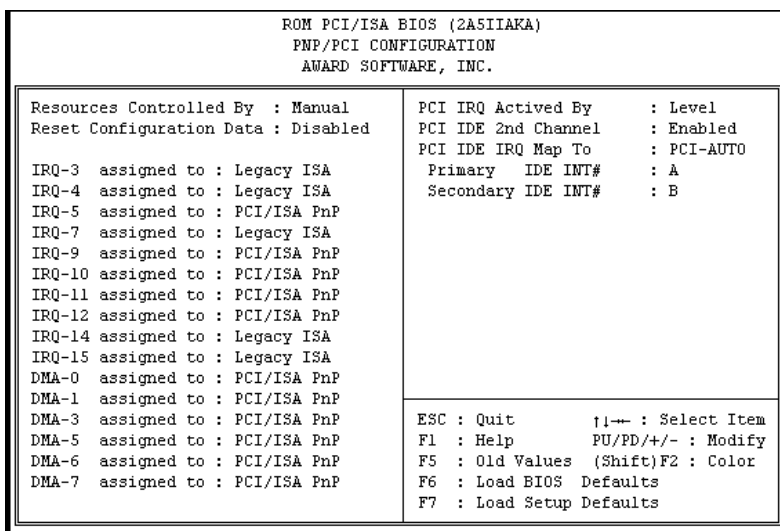 ROM PCI/ISA BIOS (2A5IIAKA)
PNP/PCI CONFIGURATION
AWARD SOFTWARE, INC.
Resources Controlled By : Manual
Reset Configuration Data : Disabled
IRQ-3 assigned to : Legacy ISA
IRQ-4 assigned to : Legacy ISA
IRQ-5 assigned to : PCI/ISA PnP
IRQ-7 assigned to : Legacy ISA
IRQ-9 assigned to : PCI/ISA PnP
IRQ-10 assigned to : PCI/ISA PnP
IRQ-11 assigned to : PCI/ISA PnP
IRQ-12 assigned to : PCI/ISA PnP
IRQ-14 assigned to : Legacy ISA
IRQ-15 assigned to : Legacy ISA
DMA-0 assigned to : PCI/ISA PnP
DMA-1 assigned to : PCI/ISA PnP
DMA-3 assigned to : PCI/ISA PnP
DMA-5 assigned to : PCI/ISA PnP
DMA-6 assigned to : PCI/ISA PnP
DMA-7 assigned to : PCI/ISA PnP
PCI IRQ Actived By : Level
PCI IDE 2nd Channel : Enabled
PCI IDE IRQ Map To : PCI-AUTO
Primary IDE INT# : A
Secondary IDE INT# : B
ESC : Quit ↑↓→← : Select Item
F1 : Help PU/PD/+/- : Modify
F5 : Old Values (Shift)F2 : Color
F6 : Load BIOS Defaults
F7 : Load Setup Defaults